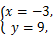 x = −3,
y = 9,